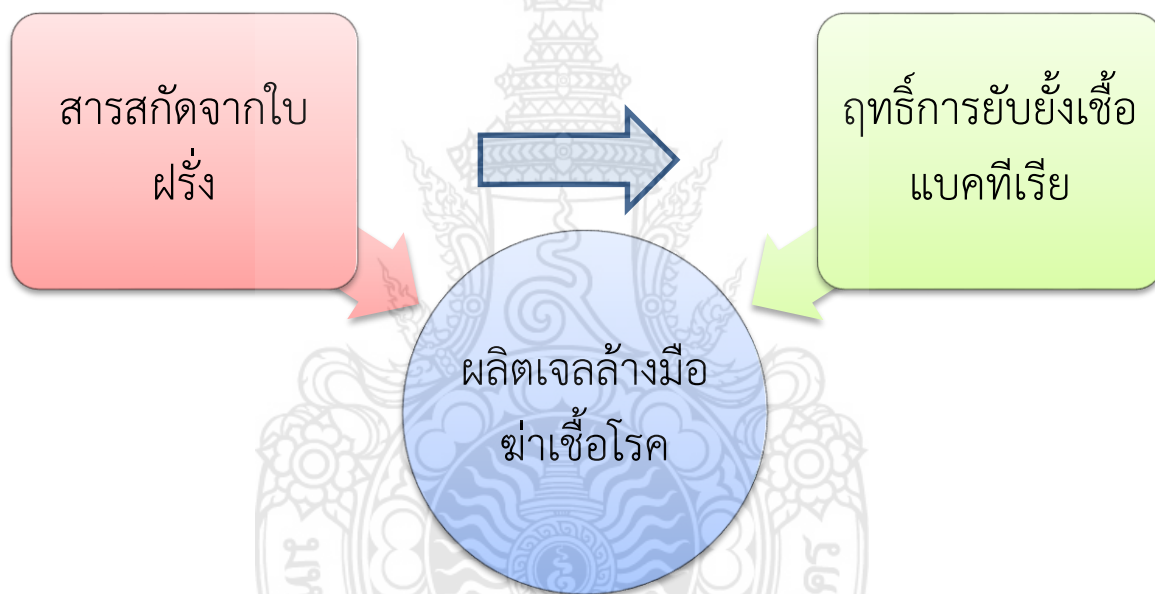 สารสกัดจากใบ
ฝรั่ง
ฤทธิ์การยับยั้งเชื้อ
แบคทีเรีย
ผลิตเจลล้างมือ
ฆ่าเชื้อโรค